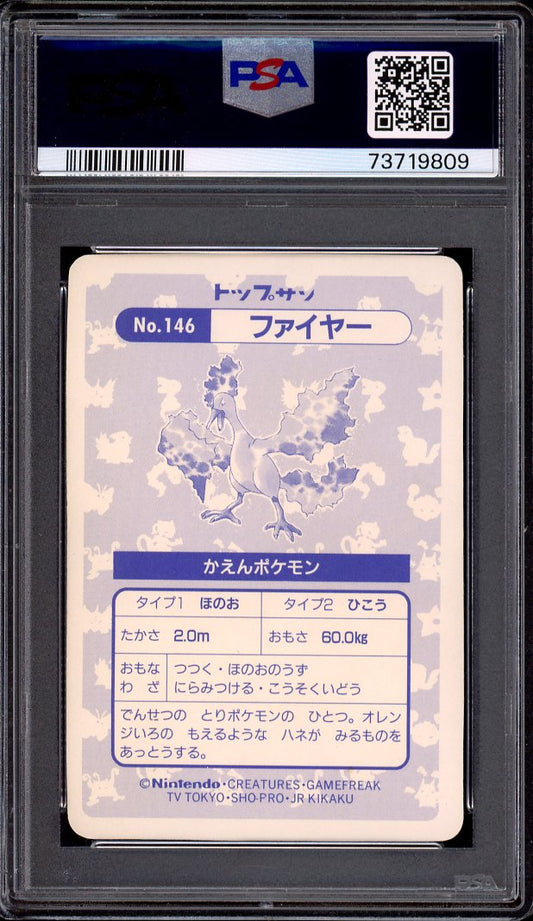 PSA
PSA
73719809
トップサン
No.146 ファイヤー
かえんポケモン
タイプ1 ほのお タイプ2 ひこう
たかさ 2.0m おもさ 60.0kg
おもな つつく・ほのおのうず
わ ざ にらみつける・こうそくいどう
でんせつの とりポケモンの ひとつ。オレン
ジいろの もえるような ハネが みるものを
あっとうする。
©Nintendo・CREATURES・GAMEFREAK
TV TOKYO・SHO-PRO・JR KIKAKU
PSA